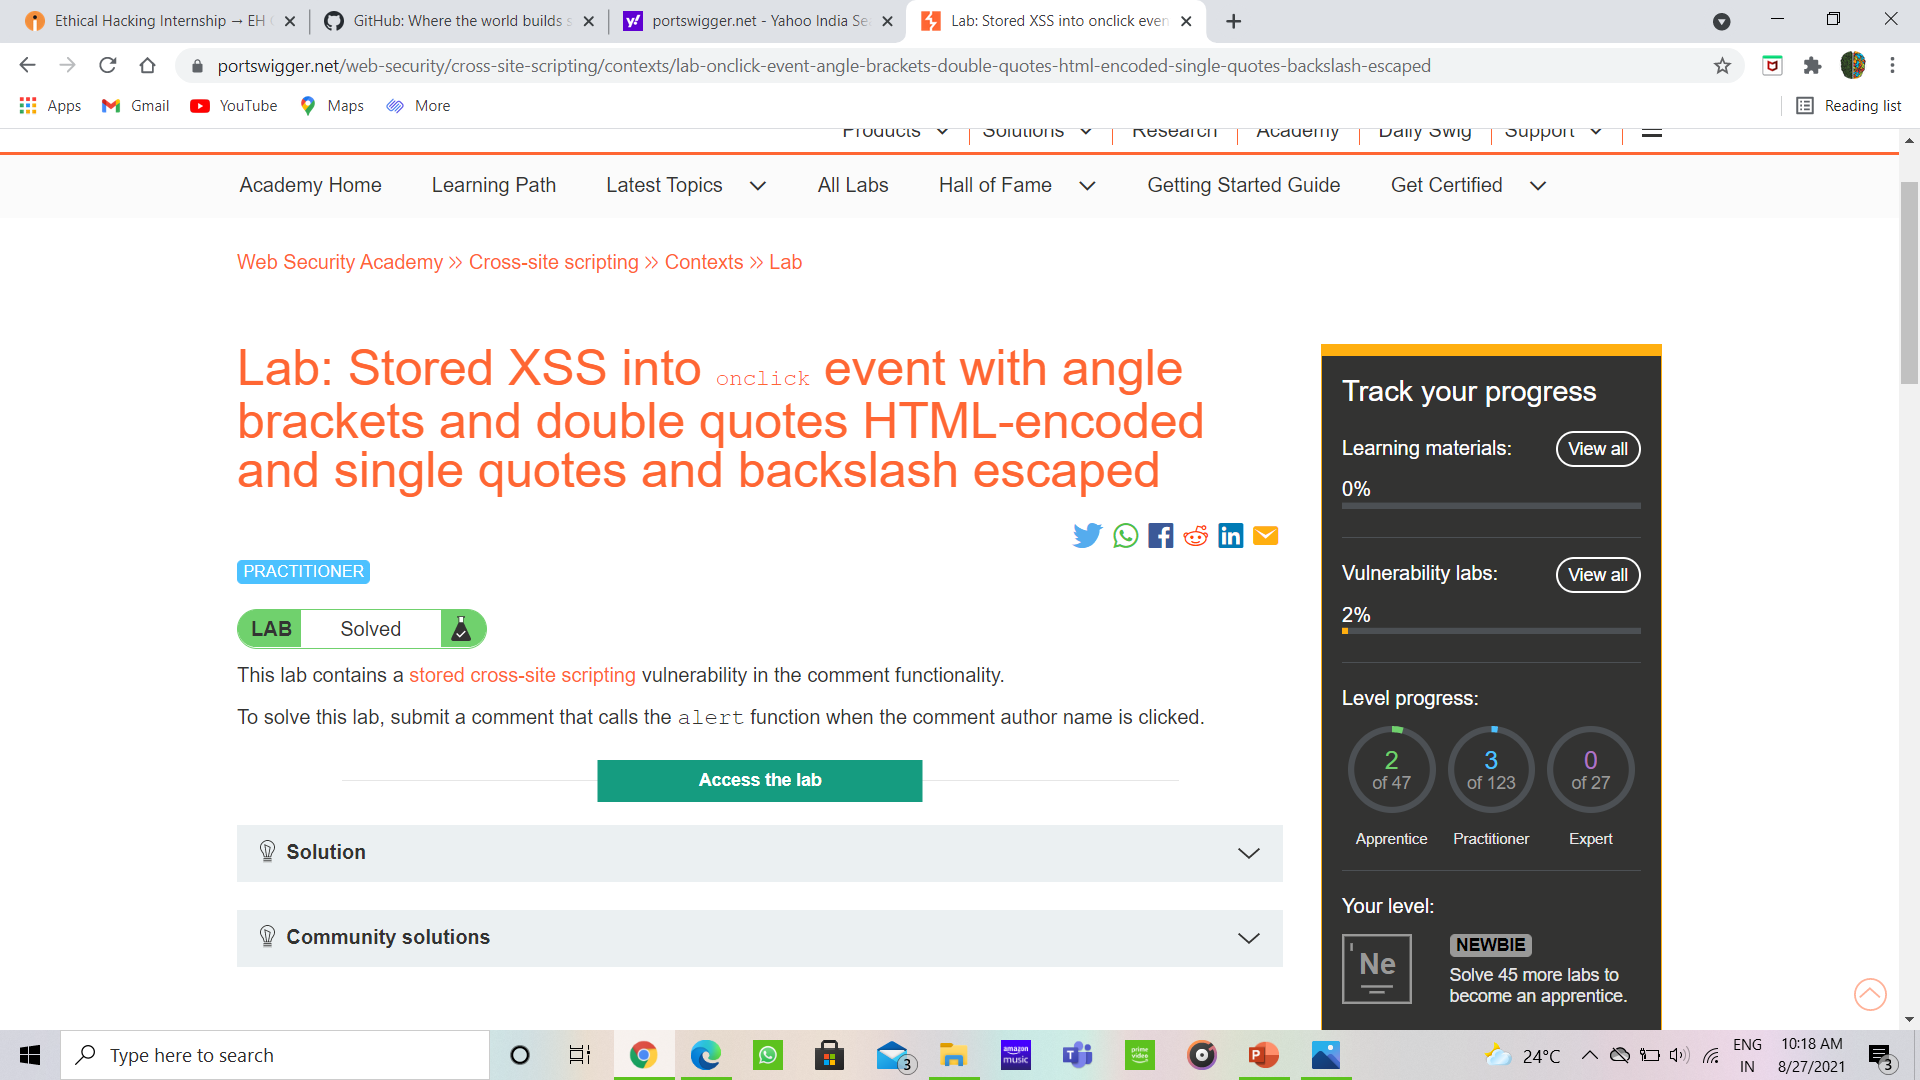 Ethical Hacking Internship → EH
GitHub: Where the world builds s
portswigger.net - Yahoo India Se
Lab: Stored XSS into onclick even
portswigger.net/web-security/cross-site-scripting/contexts/lab-onclick-event-angle-brackets-double-quotes-html-encoded-single-quotes-backslash-escaped
Apps
Gmail
YouTube
Maps
More
Reading list
Products
Solutions
Research
Academy
Daily Swig
Support
Academy Home
Learning Path
Latest Topics
All Labs
Hall of Fame
Getting Started Guide
Get Certified
Web Security Academy » Cross-site scripting » Contexts » Lab
Lab: Stored XSS into onclick event with angle
brackets and double quotes HTML-encoded
and single quotes and backslash escaped
PRACTITIONER
LAB Solved
This lab contains a stored cross-site scripting vulnerability in the comment functionality.
To solve this lab, submit a comment that calls the alert function when the comment author name is clicked.
Access the lab
Solution
Community solutions
Track your progress
Learning materials: View all
0%
Vulnerability labs: View all
2%
Level progress:
2 of 47
3 of 123
0 of 27
Apprentice
Practitioner
Expert
Your level:
Ne
NEWBIE
Solve 45 more labs to
become an apprentice.
Type here to search
3
amazon music
prime video
24°C
ENG
IN
10:18 AM
8/27/2021
3